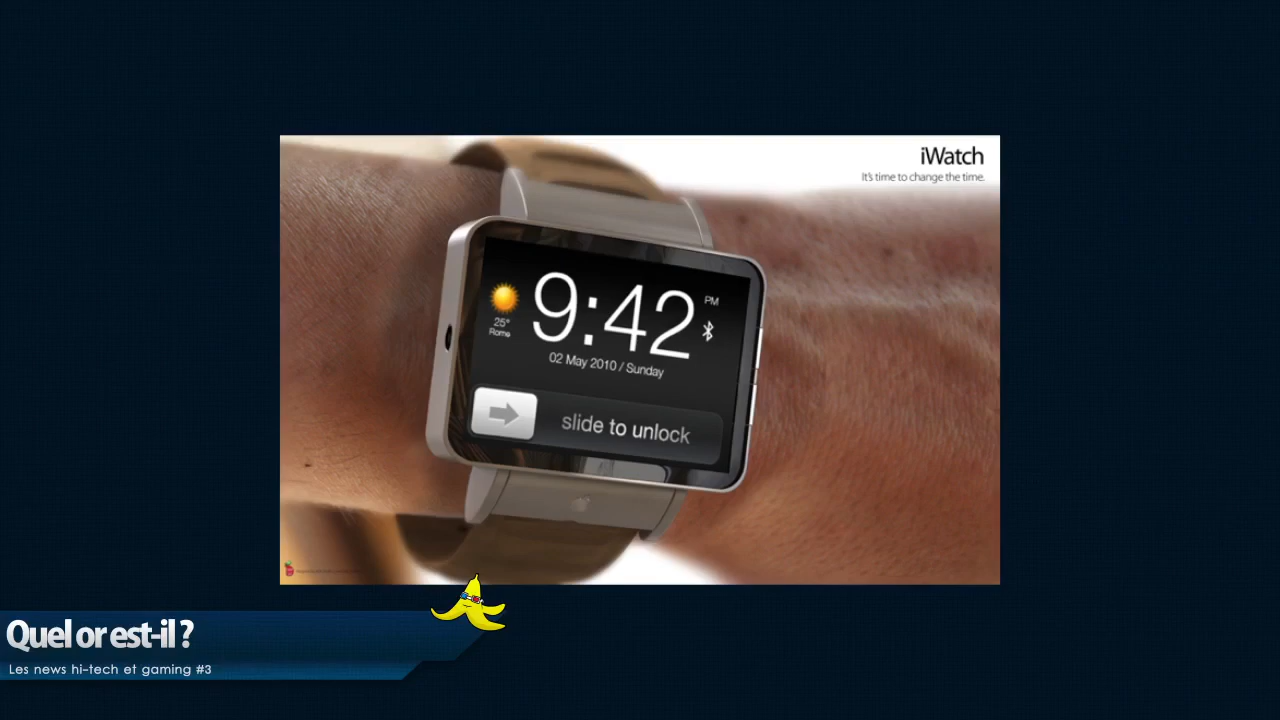 iWatch
It's time to change the time.
9:42
PM
25°
Rome
02 May 2010 / Sunday
slide to unlock
Quel or est-il ?
Les news hi-tech et gaming #3